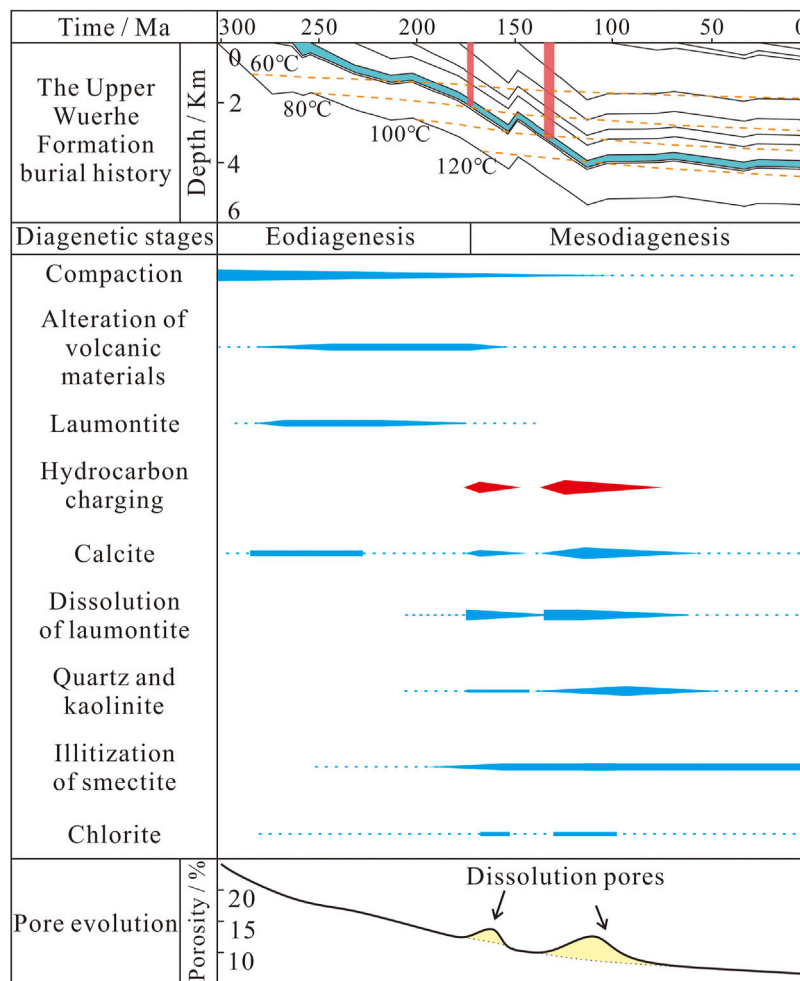 Time / Ma
300 250 200 150 100 50 0
The Upper
Wuerhe
Formation
burial history
Depth / Km
0
2
4
6
60℃
80℃
100℃
120℃
Diagenetic stages
Eodiagenesis
Mesodiagenesis
Compaction
Alteration of
volcanic
materials
Laumontite
Hydrocarbon
charging
Calcite
Dissolution
of laumontite
Quartz and
kaolinite
Illitization
of smectite
Chlorite
Pore evolution
Porosity / %
20
15
10
Dissolution pores